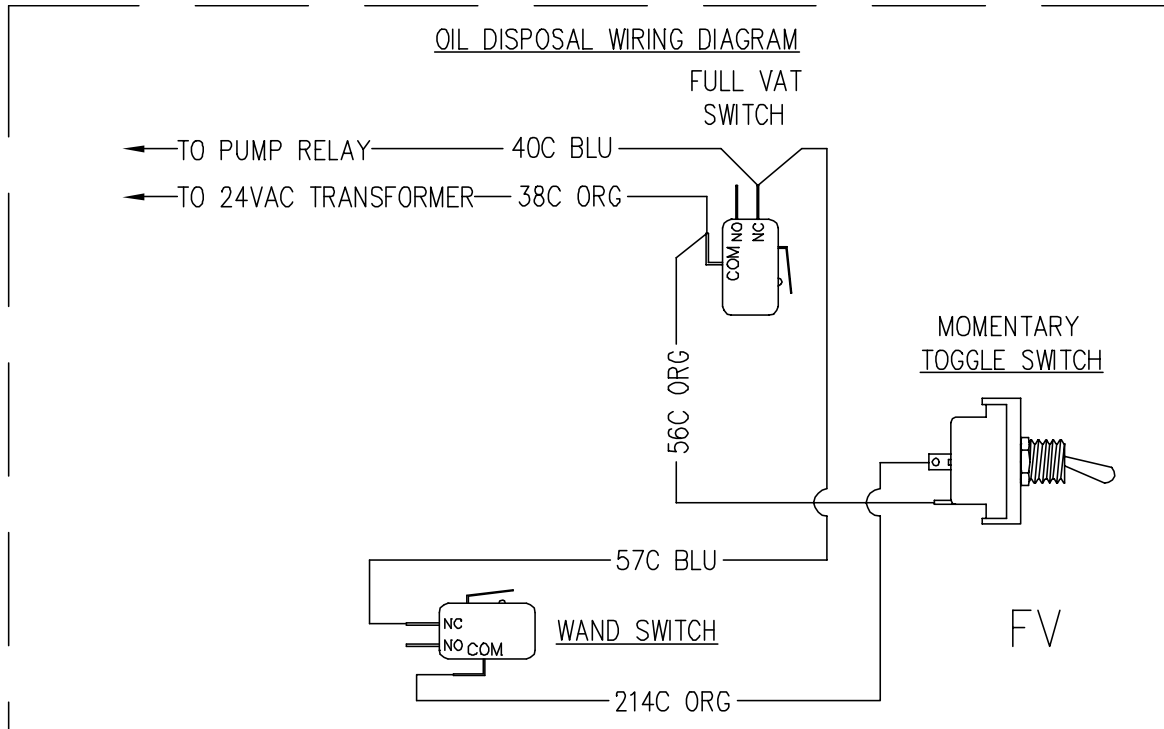 OIL DISPOSAL WIRING DIAGRAM
FULL VAT
SWITCH
TO PUMP RELAY
40C BLU
TO 24VAC TRANSFORMER
38C ORG
NO
NC
COM
56C ORG
MOMENTARY
TOGGLE SWITCH
57C BLU
NC
NO
COM
WAND SWITCH
FV
214C ORG